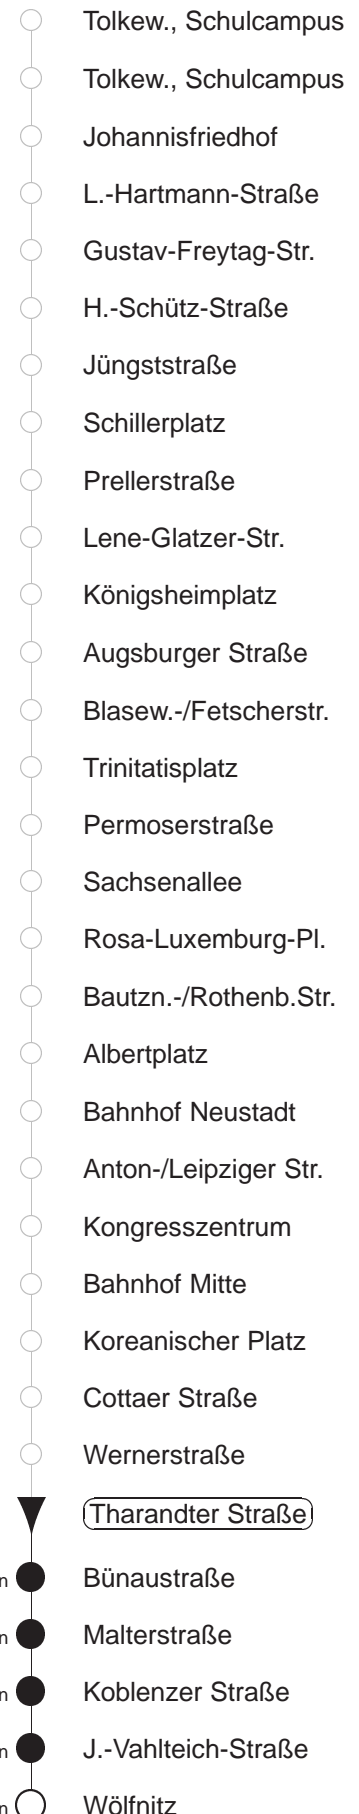 Tolkew., Schulcampus
Tolkew., Schulcampus
Johannisfriedhof
L.-Hartmann-Straße
Gustav-Freytag-Str.
H.-Schütz-Straße
Jüngststraße
Schillerplatz
Prellerstraße
Lene-Glatzer-Str.
Königsheimplatz
Augsburger Straße
Blasew.-/Fetscherstr.
Trinitatisplatz
Permoserstraße
Sachsenallee
Rosa-Luxemburg-Pl.
Bautzn.-/Rothenb.Str.
Albertplatz
Bahnhof Neustadt
Anton-/Leipziger Str.
Kongresszentrum
Bahnhof Mitte
Koreanischer Platz
Cottaer Straße
Wernerstraße
Tharandter Straße
n Bünaustraße
n Malterstraße
n Koblenzer Straße
n J.-Vahlteich-Straße
n Wölfnitz